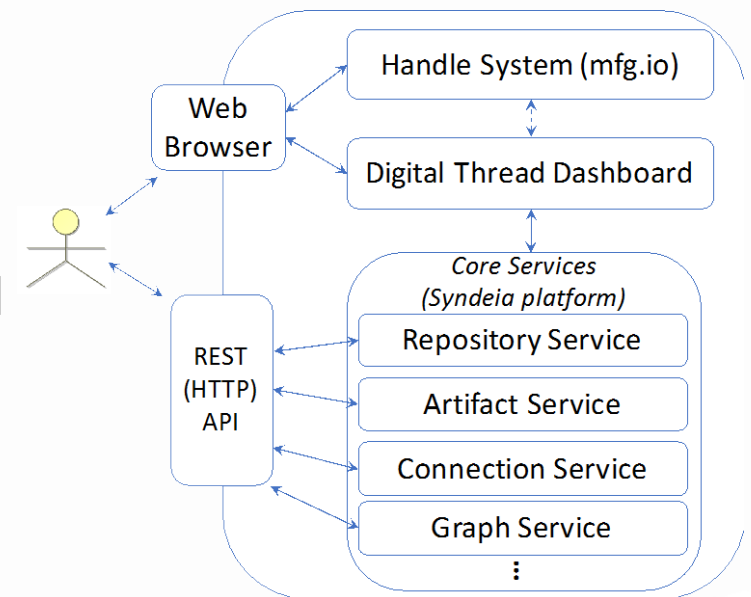 Handle System (mfg.io)
Web
Browser
Digital Thread Dashboard
Core Services
(Syndeia platform)
REST
(HTTP)
API
Repository Service
Artifact Service
Connection Service
Graph Service
⋮